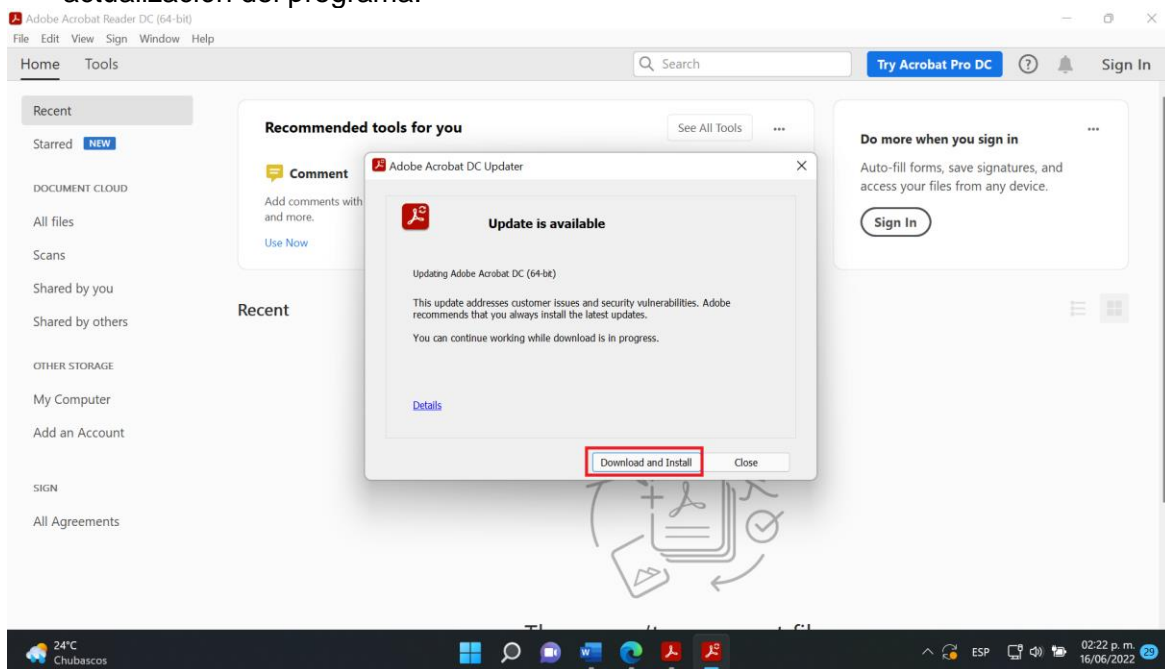 actualización del programa.
Adobe Acrobat Reader DC (64-bit)
File Edit View Sign Window Help
Home Tools
Search
Try Acrobat Pro DC
?
Sign In
Recent
Starred NEW
DOCUMENT CLOUD
All files
Scans
Shared by you
Shared by others
OTHER STORAGE
My Computer
Add an Account
SIGN
All Agreements
Recommended tools for you
See All Tools
Comment
Add comments with
and more.
Use Now
Do more when you sign in
Auto-fill forms, save signatures, and
access your files from any device.
Sign In
Recent
Adobe Acrobat DC Updater
Update is available
Updating Adobe Acrobat DC (64-bit)
This update addresses customer issues and security vulnerabilities. Adobe
recommends that you always install the latest updates.
You can continue working while download is in progress.
Details
Download and Install
Close
24°C
Chubascos
ESP
02:22 p. m.
16/06/2022
29